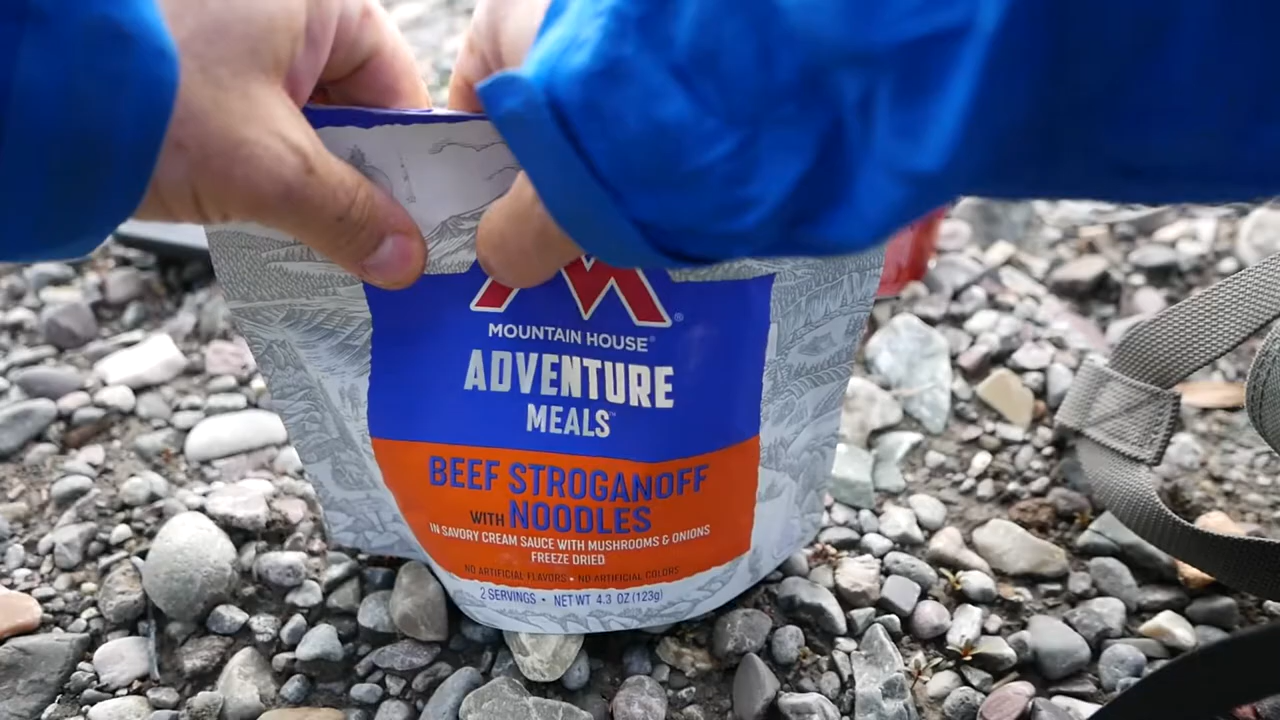 ®
MOUNTAIN HOUSE®
ADVENTURE
MEALS™
BEEF STROGANOFF
WITH NOODLES
IN SAVORY CREAM SAUCE WITH MUSHROOMS & ONIONS
FREEZE DRIED
NO ARTIFICIAL FLAVORS • NO ARTIFICIAL COLORS
2 SERVINGS • NET WT 4.3 OZ (123g)